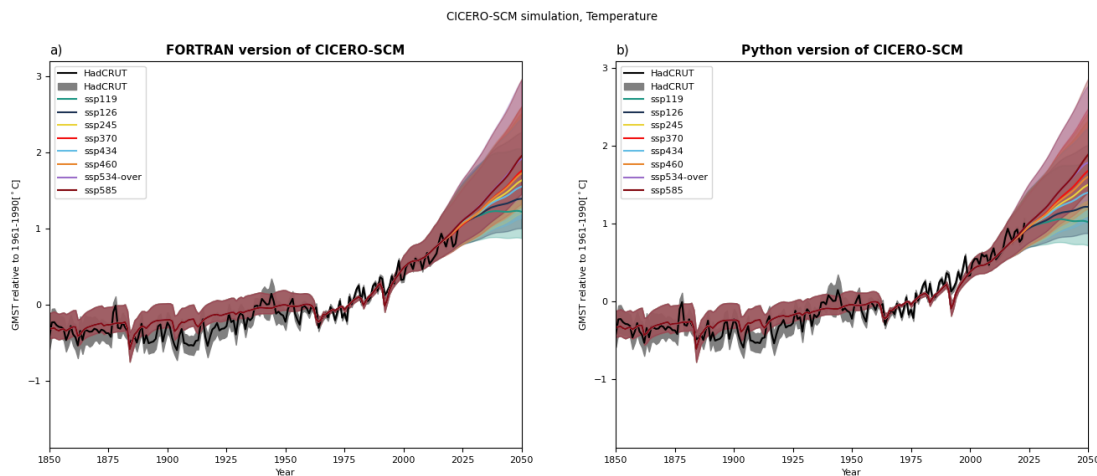 CICERO-SCM simulation, Temperature
a)
FORTRAN version of CICERO-SCM
HadCRUT
HadCRUT
ssp119
ssp126
ssp245
ssp370
ssp434
ssp460
ssp534-over
ssp585
3
2
1
0
−1
GMST relative to 1961-1990[°C]
1850 1875 1900 1925 1950 1975 2000 2025 2050
Year
b)
Python version of CICERO-SCM
HadCRUT
HadCRUT
ssp119
ssp126
ssp245
ssp370
ssp434
ssp460
ssp534-over
ssp585
3
2
1
0
−1
GMST relative to 1961-1990[°C]
1850 1875 1900 1925 1950 1975 2000 2025 2050
Year